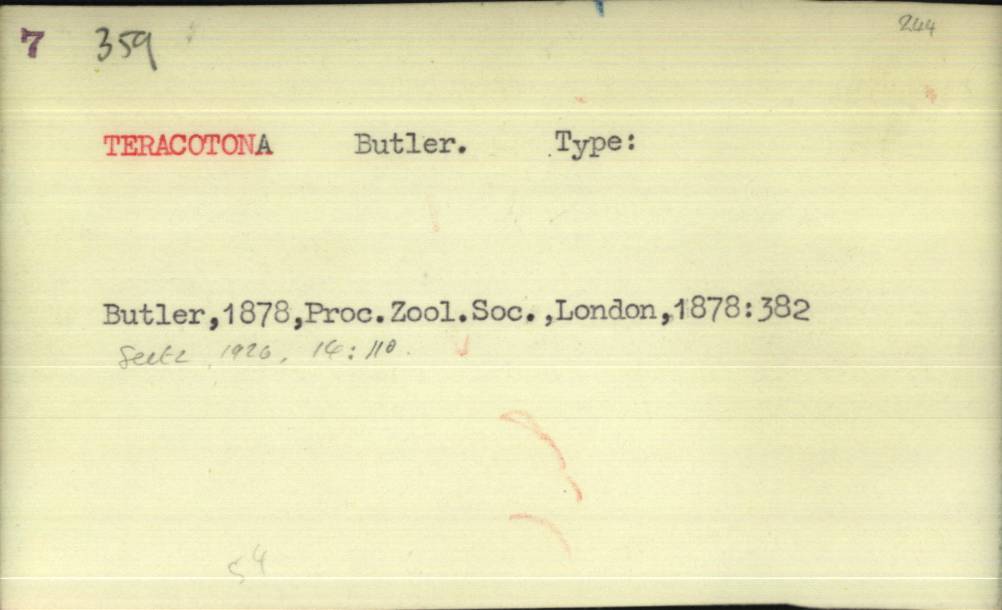 7 359 244
TERACOTONA Butler. Type:
Butler,1878,Proc.Zool.Soc.,London,1878:382
Seitz, 1926, 14:110.
54